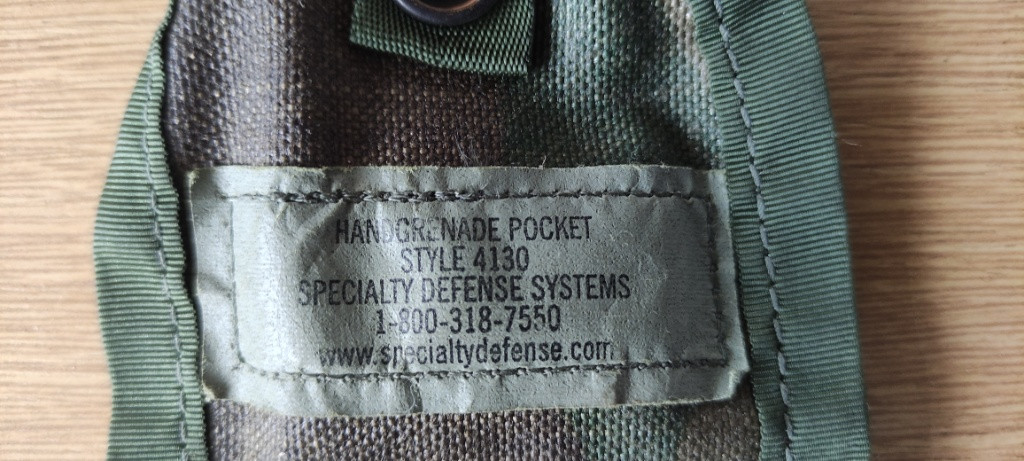 HANDGRENADE POCKET
STYLE 4130
SPECIALTY DEFENSE SYSTEMS
1-800-318-7550
www.specialtydefense.com